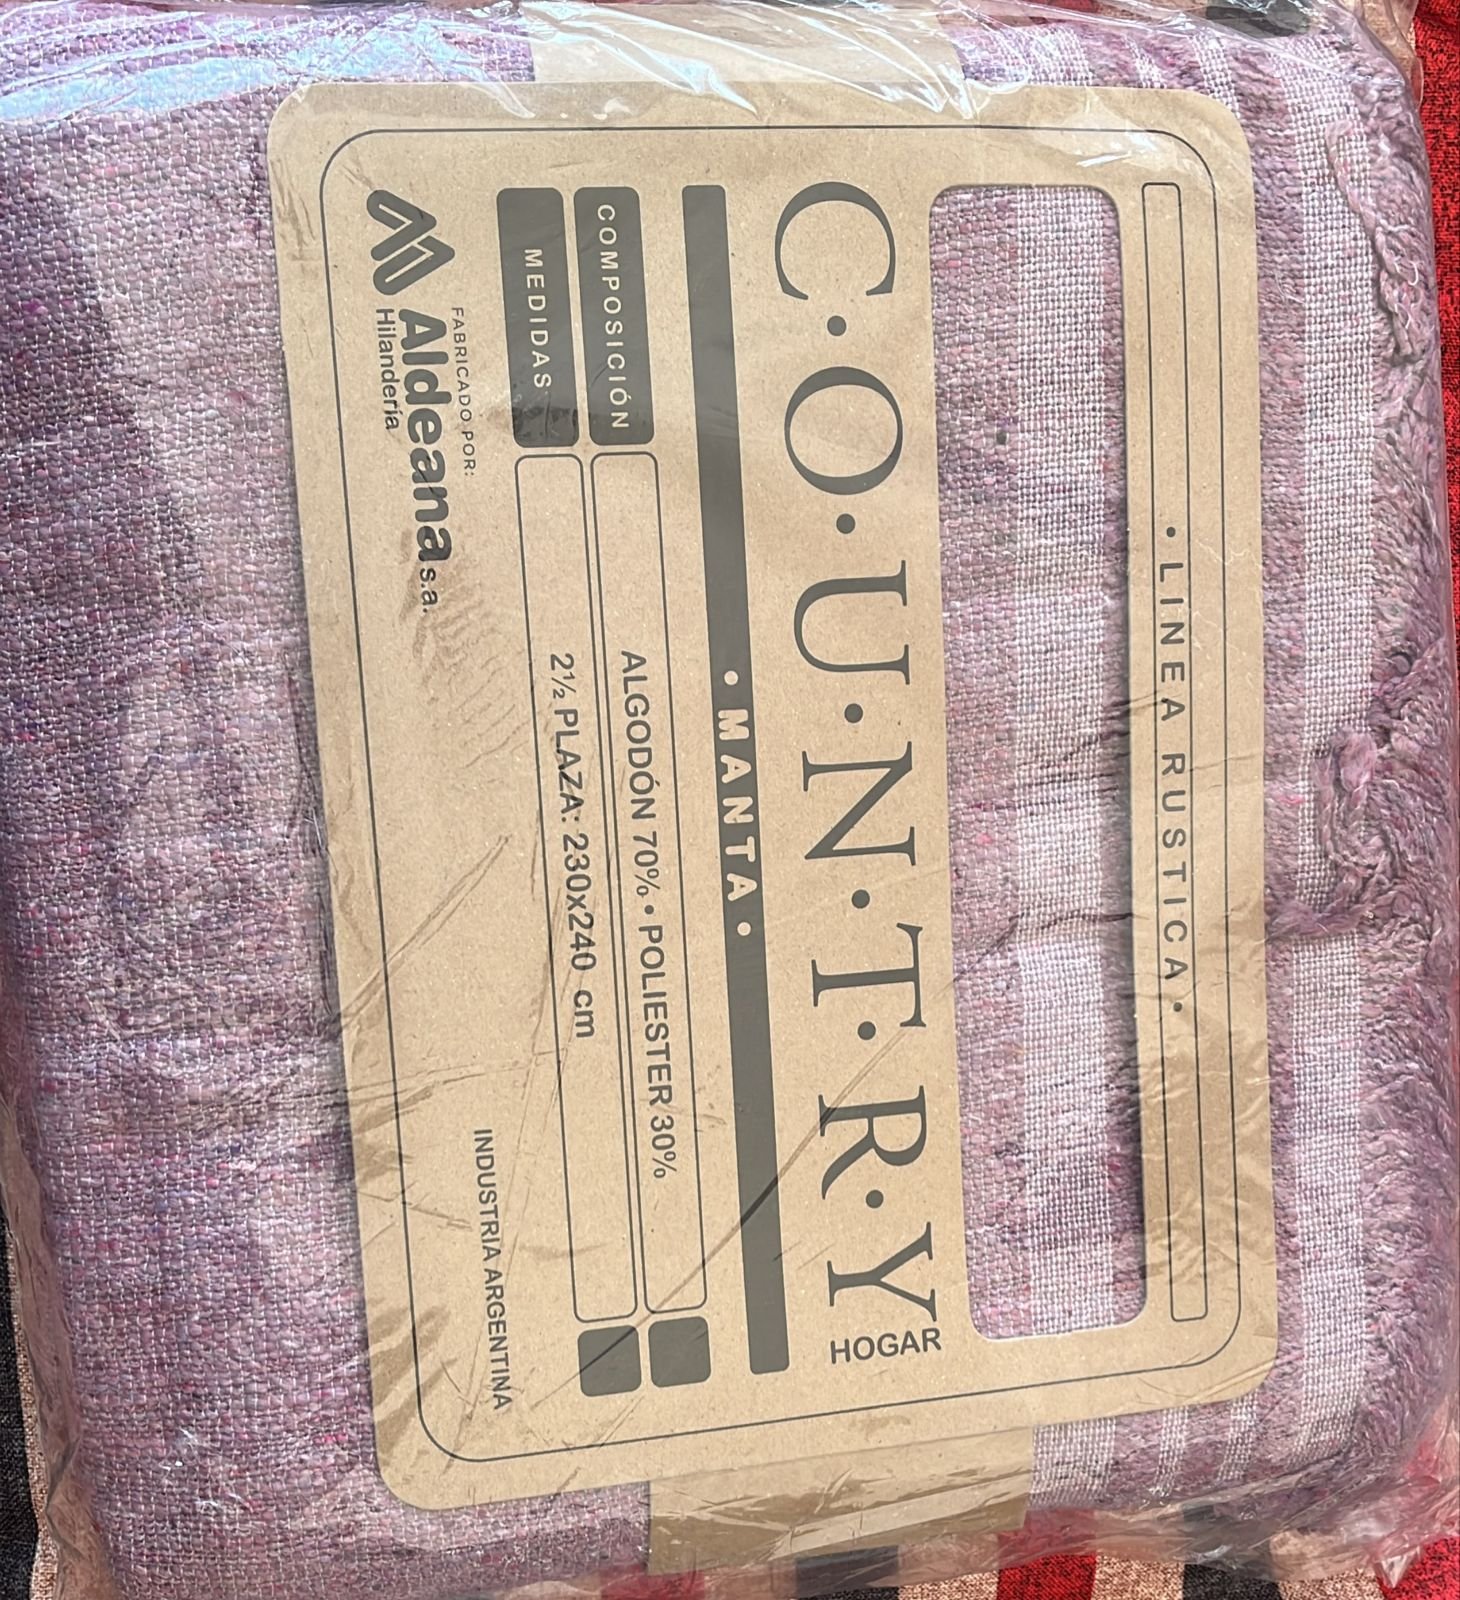 • LINEA RUSTICA •
C•O•U•N•T•R•Y
HOGAR
• MANTA •
COMPOSICIÓN ALGODÓN 70% • POLIESTER 30%
MEDIDAS 2½ PLAZA: 230x240 cm
FABRICADO POR:
Aldeana s.a.
Hilandería
INDUSTRIA ARGENTINA